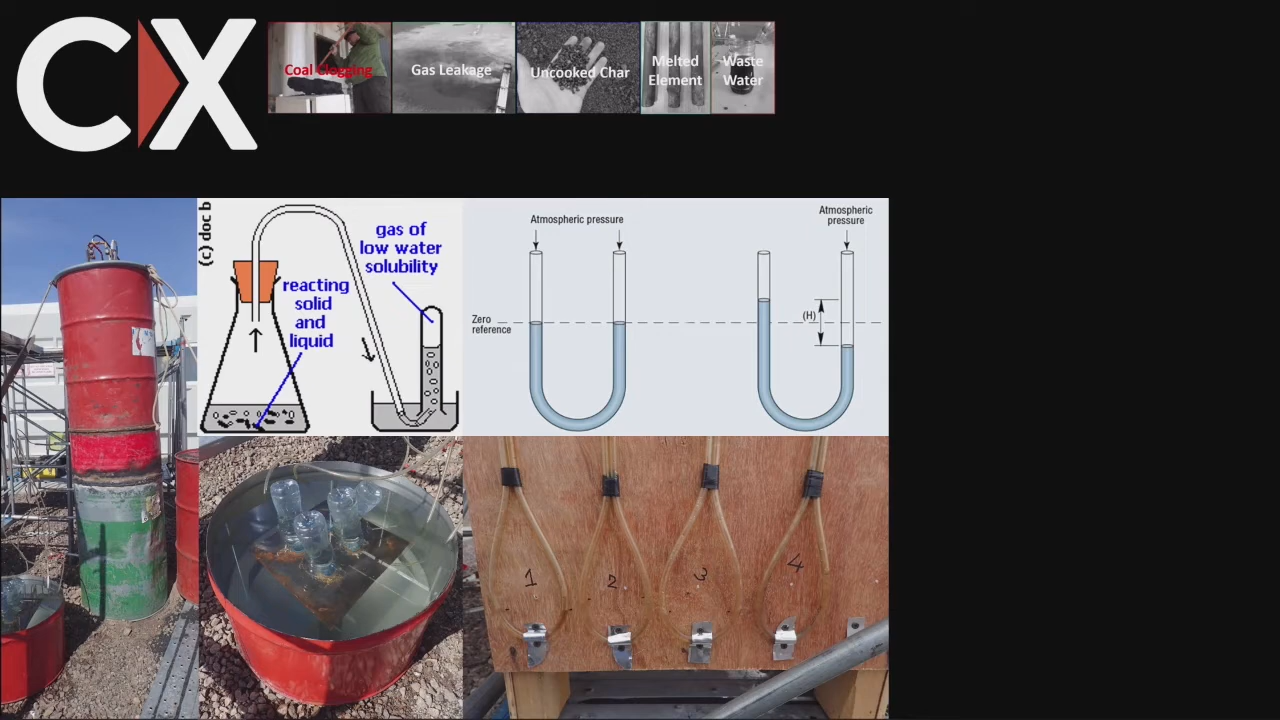 CX
Coal Clogging
Gas Leakage
Uncooked Char
Melted
Element
Waste
Water
(c) doc b
gas of
low water
solubility
reacting
solid
and
liquid
Atmospheric pressure
Atmospheric
pressure
Zero
reference
(H)
1
2
3
4